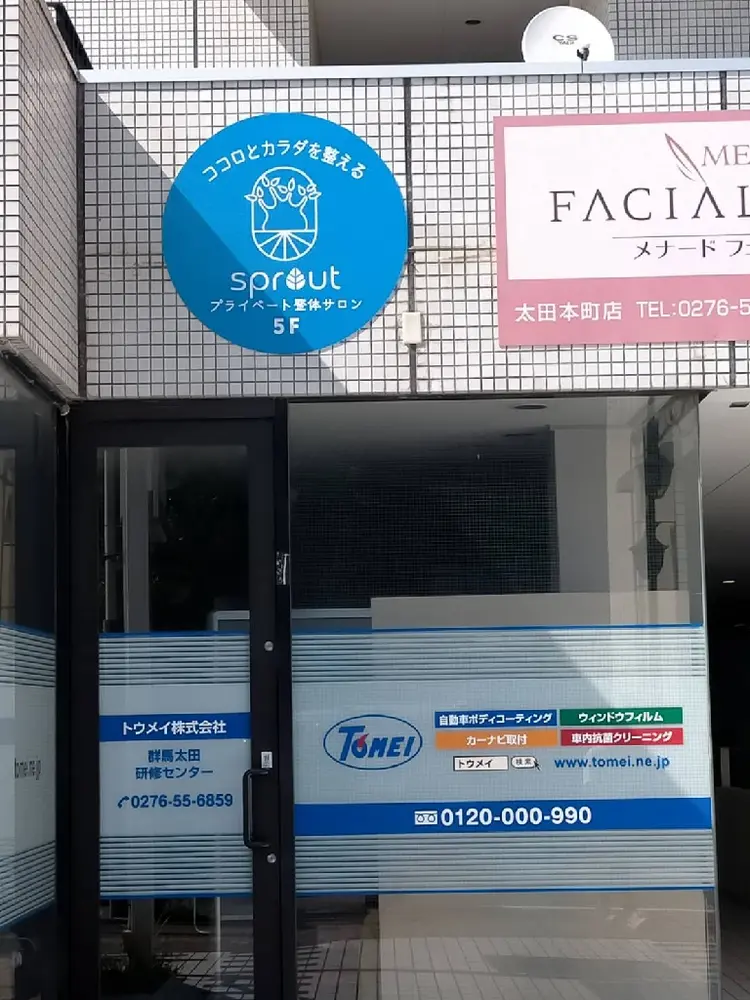 CS
ココロとカラダを整える
sprout
プライベート整体サロン
5F
FACIAL
メナード
太田本町店 TEL:0276-5
トウメイ株式会社
群馬太田
研修センター
0276-55-6859
TOMEI
自動車ボディコーティング
ウィンドウフィルム
カーナビ取付
車内抗菌クリーニング
トウメイ 検索
www.tomei.ne.jp
0120-000-990
tome.ne.jp